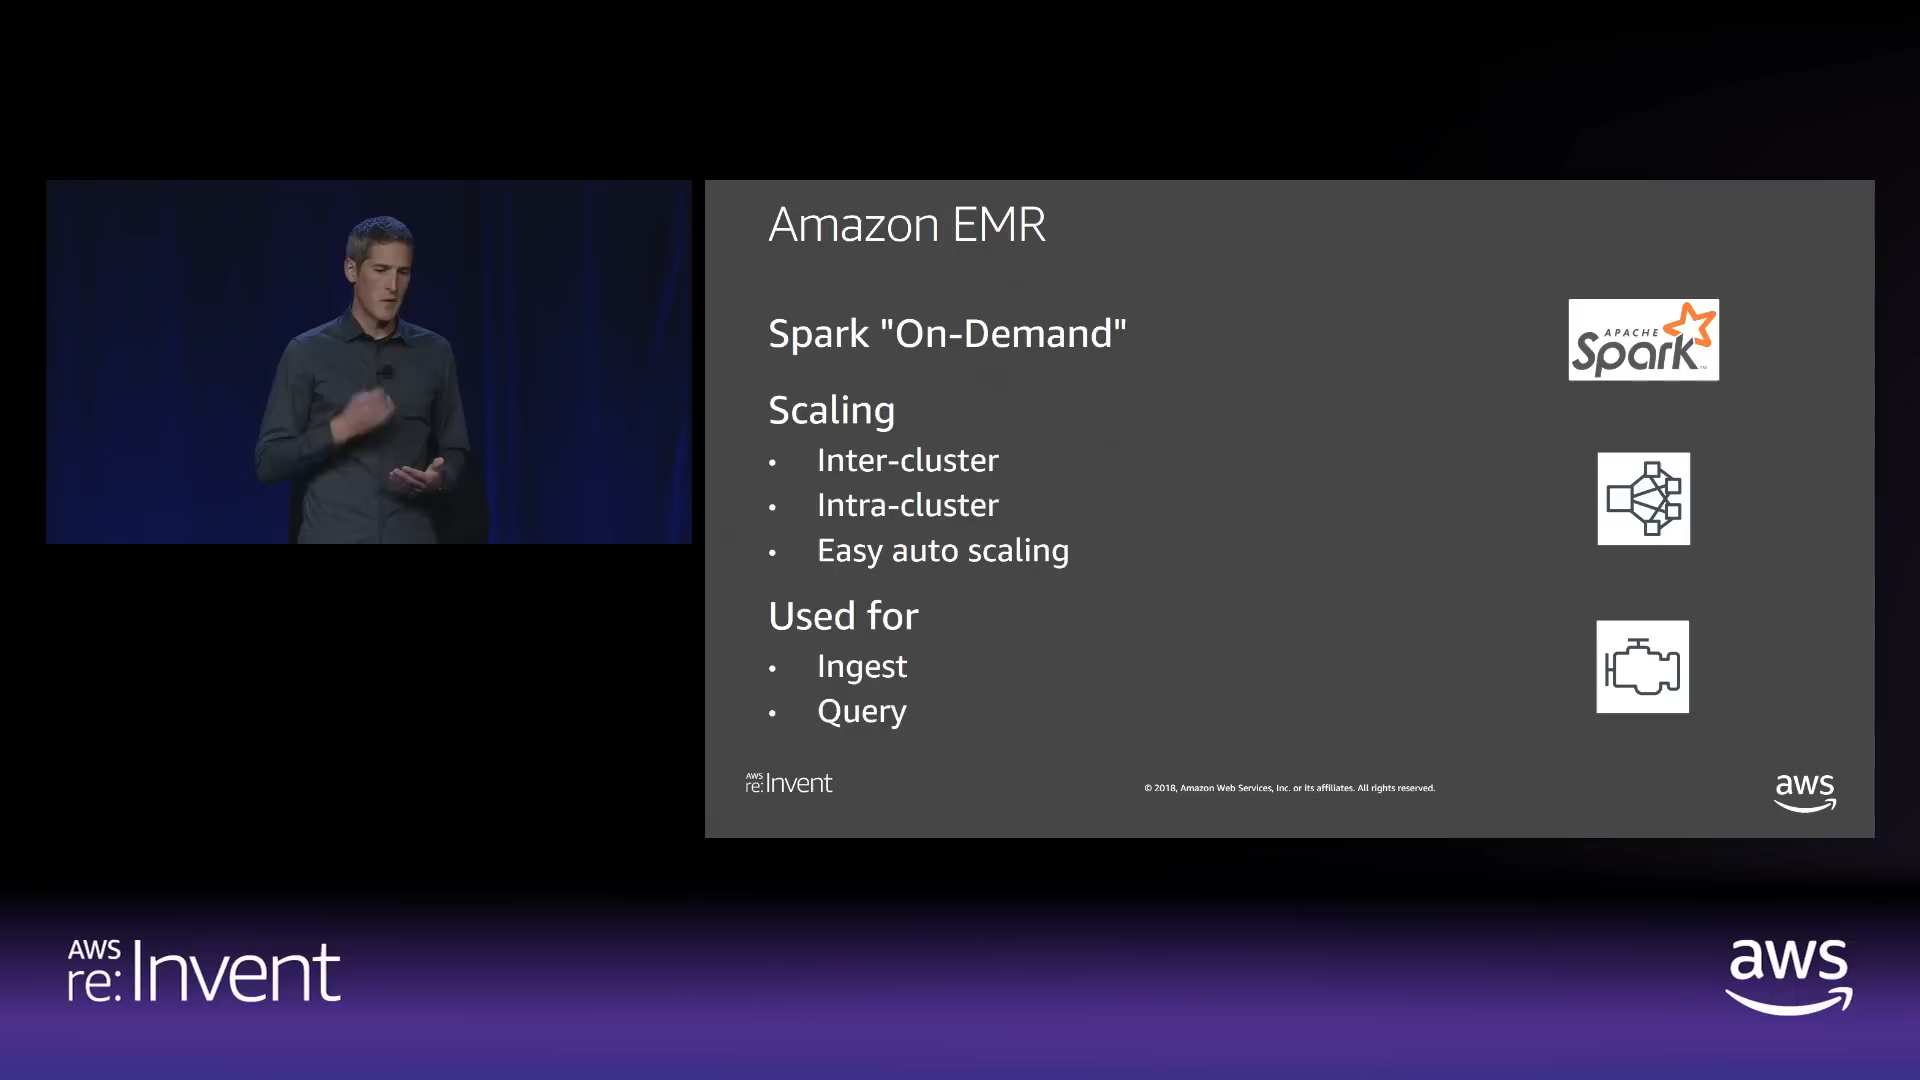 Amazon EMR
Spark "On-Demand"
APACHE
Spark™
Scaling
• Inter-cluster
• Intra-cluster
• Easy auto scaling
Used for
• Ingest
• Query
AWS
re:Invent
© 2018, Amazon Web Services, Inc. or its affiliates. All rights reserved.
aws
AWS
re:Invent
aws